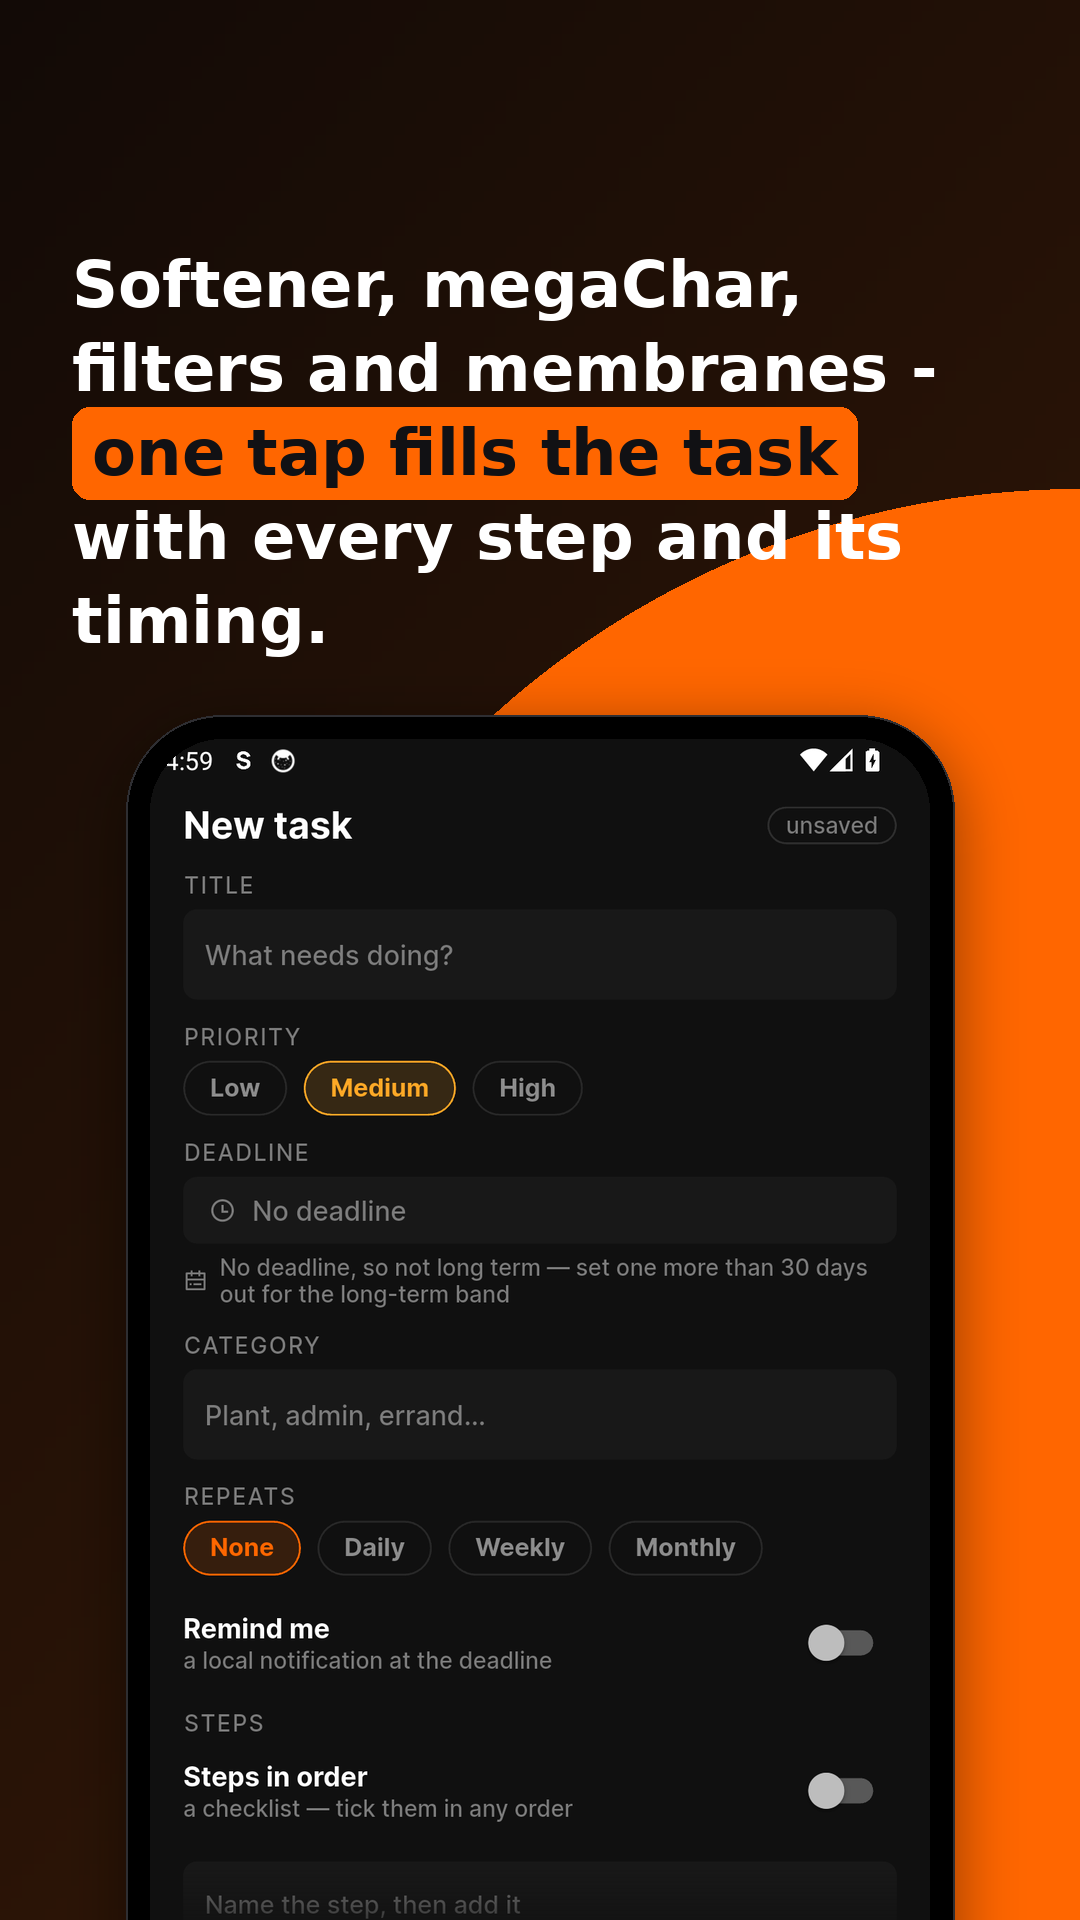 Softener, megaChar,
filters and membranes -
one tap fills the task
with every step and its
timing.
4:59 S
New task
unsaved
TITLE
What needs doing?
PRIORITY
Low Medium High
DEADLINE
No deadline
No deadline, so not long term — set one more than 30 days
out for the long-term band
CATEGORY
Plant, admin, errand...
REPEATS
None Daily Weekly Monthly
Remind me
a local notification at the deadline
STEPS
Steps in order
a checklist — tick them in any order
Name the step, then add it